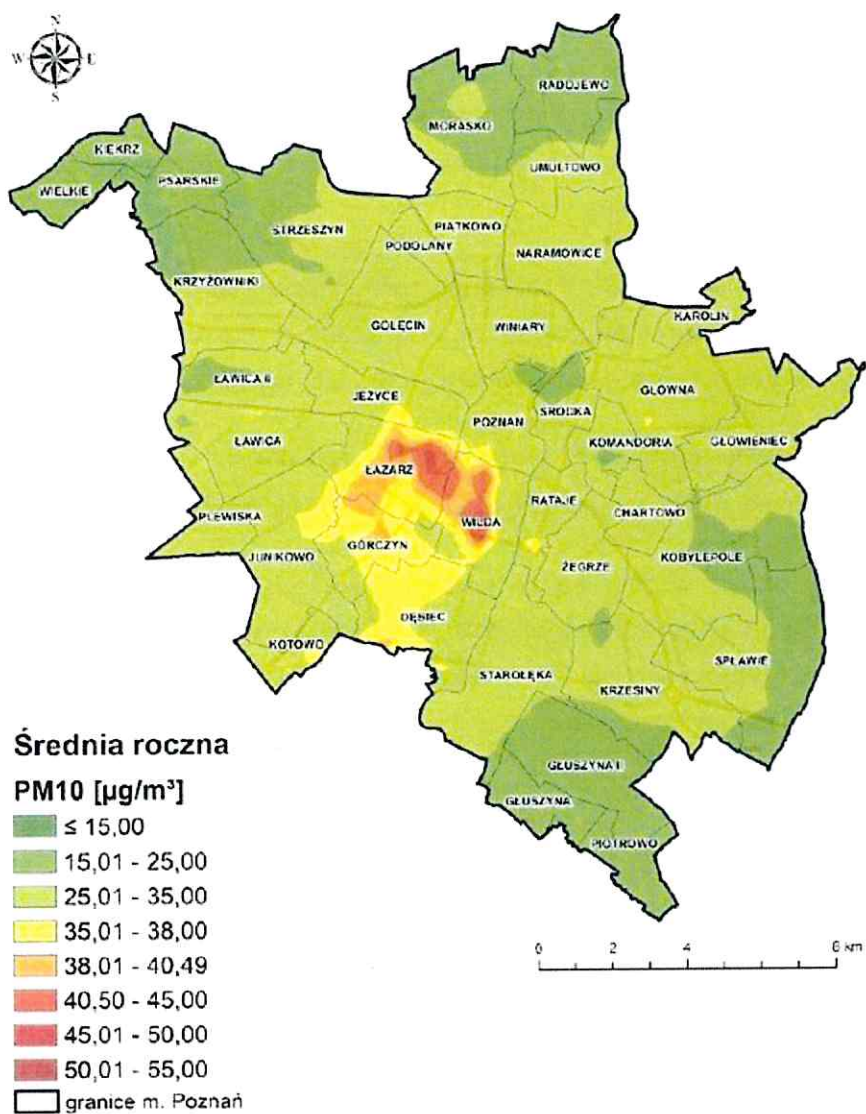 N
W E
S
RADOJEWO
MORASKO
KIEKRZ
UMULTOWO
WIELKIE PSARSKIE
STRZESZYN PIĄTKOWO
PODOLANY
NARAMOWICE
KRZYŻOWNIKI
KAROLIN
GOLĘCIN WINIARY
ŁAWICA II GŁÓWNA
JEŻYCE
POZNAŃ ŚRÓDKA
ŁAWICA KOMANDORIA GŁÓWIENIEC
ŁAZARZ
RATAJE
PLEWISKA WILDA CHARTOWO
JUNIKOWO GÓRCZYN KOBYLEPOLE
ŻEGRZE
DĘBIEC
KOTOWO
SPŁAWIE
STAROŁĘKA
KRZESINY
GŁUSZYNA II
GŁUSZYNA
PIOTROWO
Średnia roczna
PM10 [µg/m³]
≤ 15,00
15,01 - 25,00
25,01 - 35,00
35,01 - 38,00
38,01 - 40,49
40,50 - 45,00
45,01 - 50,00
50,01 - 55,00
granice m. Poznań
0 2 4 8 km